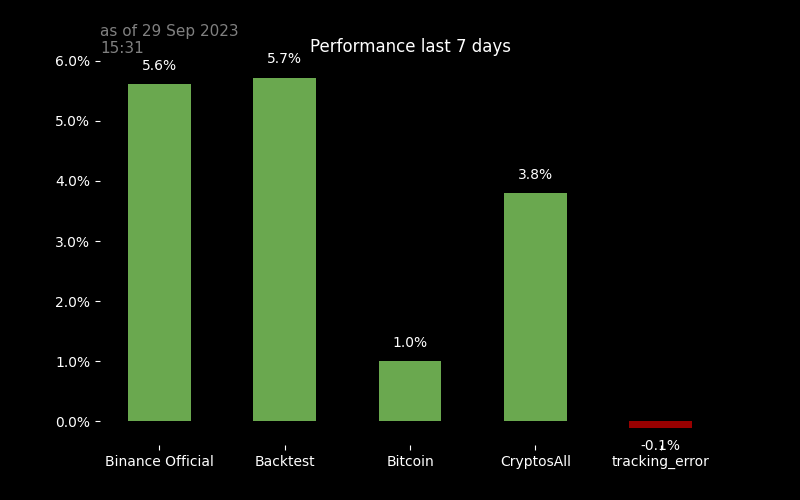 as of 29 Sep 2023
15:31
Performance last 7 days
6.0%
5.0%
4.0%
3.0%
2.0%
1.0%
0.0%
5.6%
5.7%
1.0%
3.8%
-0.1%
Binance Official
Backtest
Bitcoin
CryptosAll
tracking_error